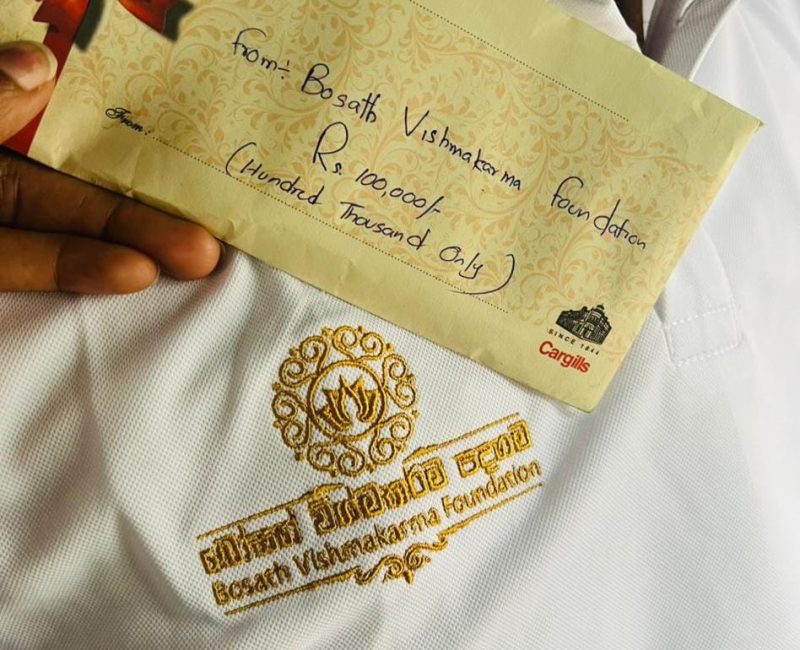 From:- Bosath Vishmakarma Foundation
Rs. 100,000/-
(Hundred Thousand Only)
From:
SINCE 1844
Cargills
බෝසත් විශ්මකර්ම පදනම
Bosath Vishmakarma Foundation